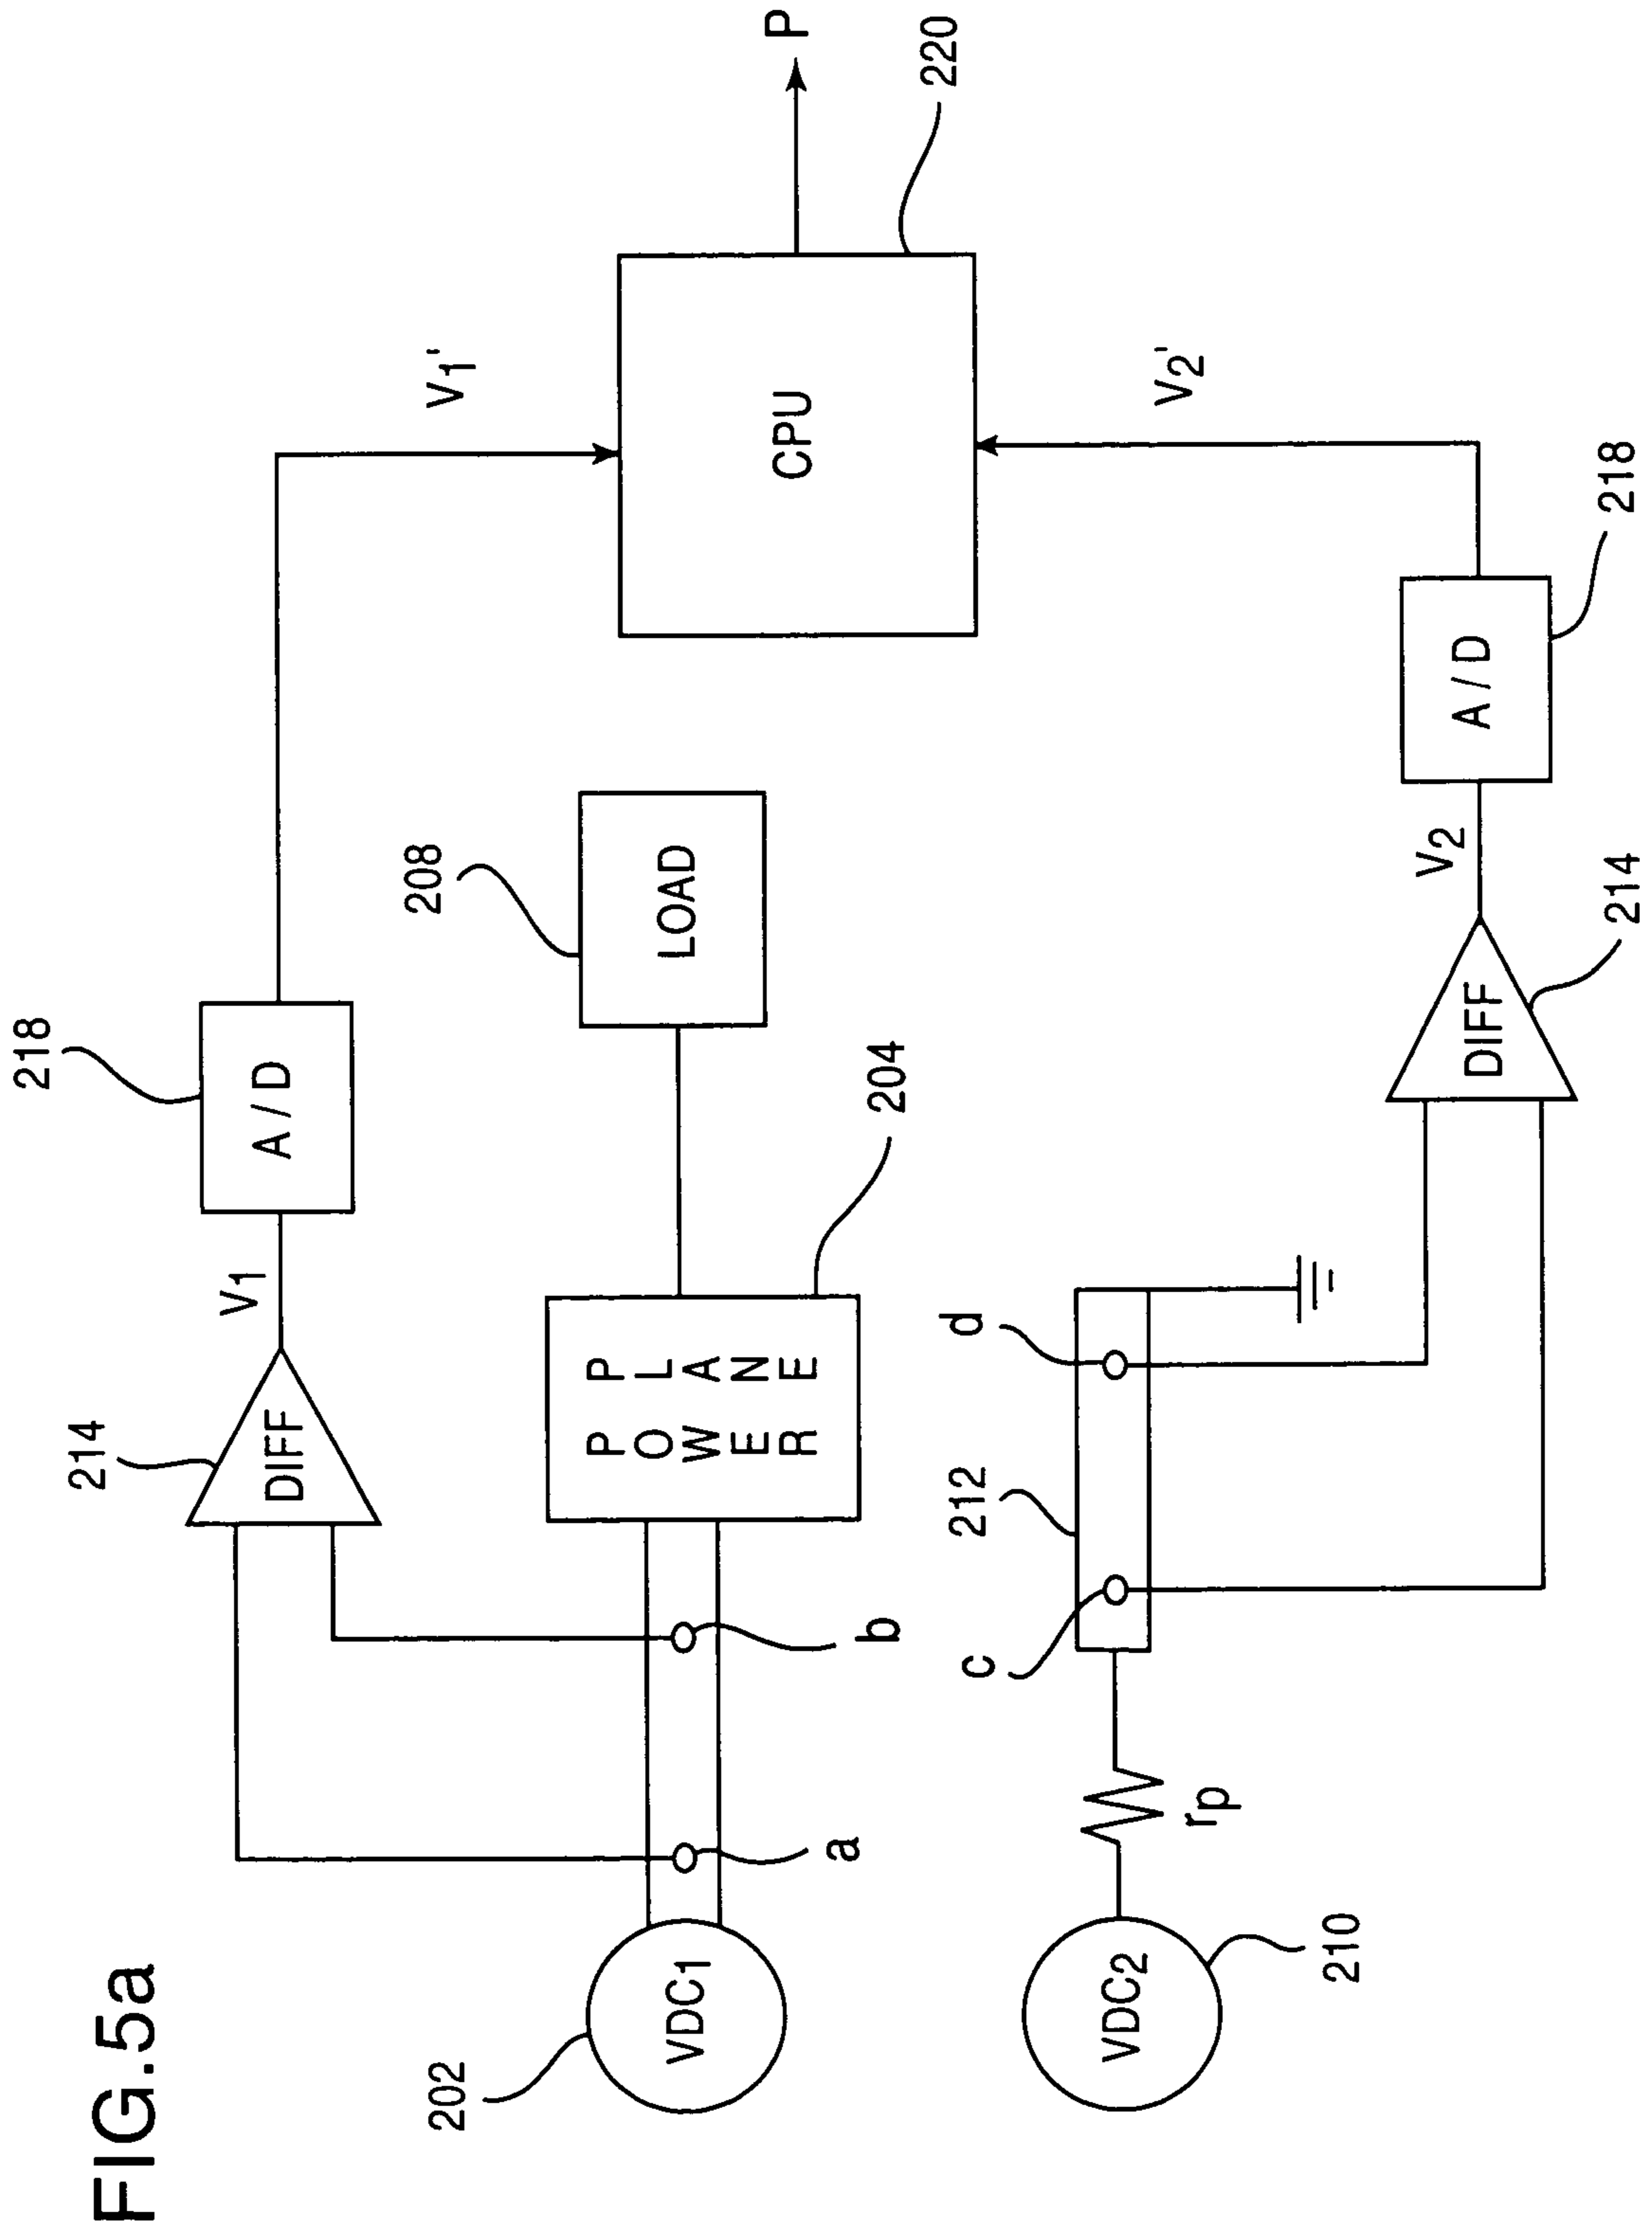 FIG.5a
214
DIFF
V1
218
A/D
V1'
202
VDC1
a
b
POWER
PLANE
204
208
LOAD
CPU
220
P
VDC2
210
rp
c
212
d
214
DIFF
V2
218
A/D
V2'